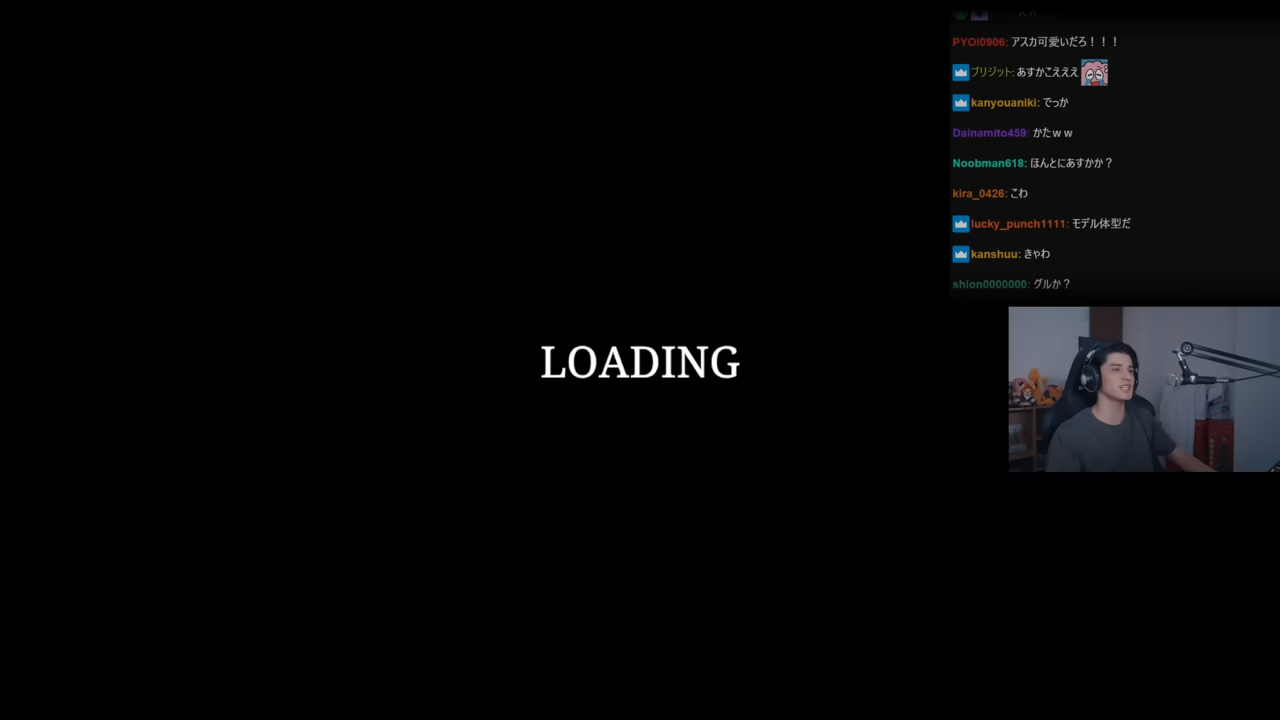 PYOI0906: アスカ可愛いだろ！！！
ブリジット: あすかこえええ
kanyouaniki: でっか
Dainamito459: かたｗｗ
Noobman618: ほんとにあすかか？
kira_0426: こわ
lucky_punch1111: モデル体型だ
kanshuu: きゃわ
shion0000000: グルか？
LOADING